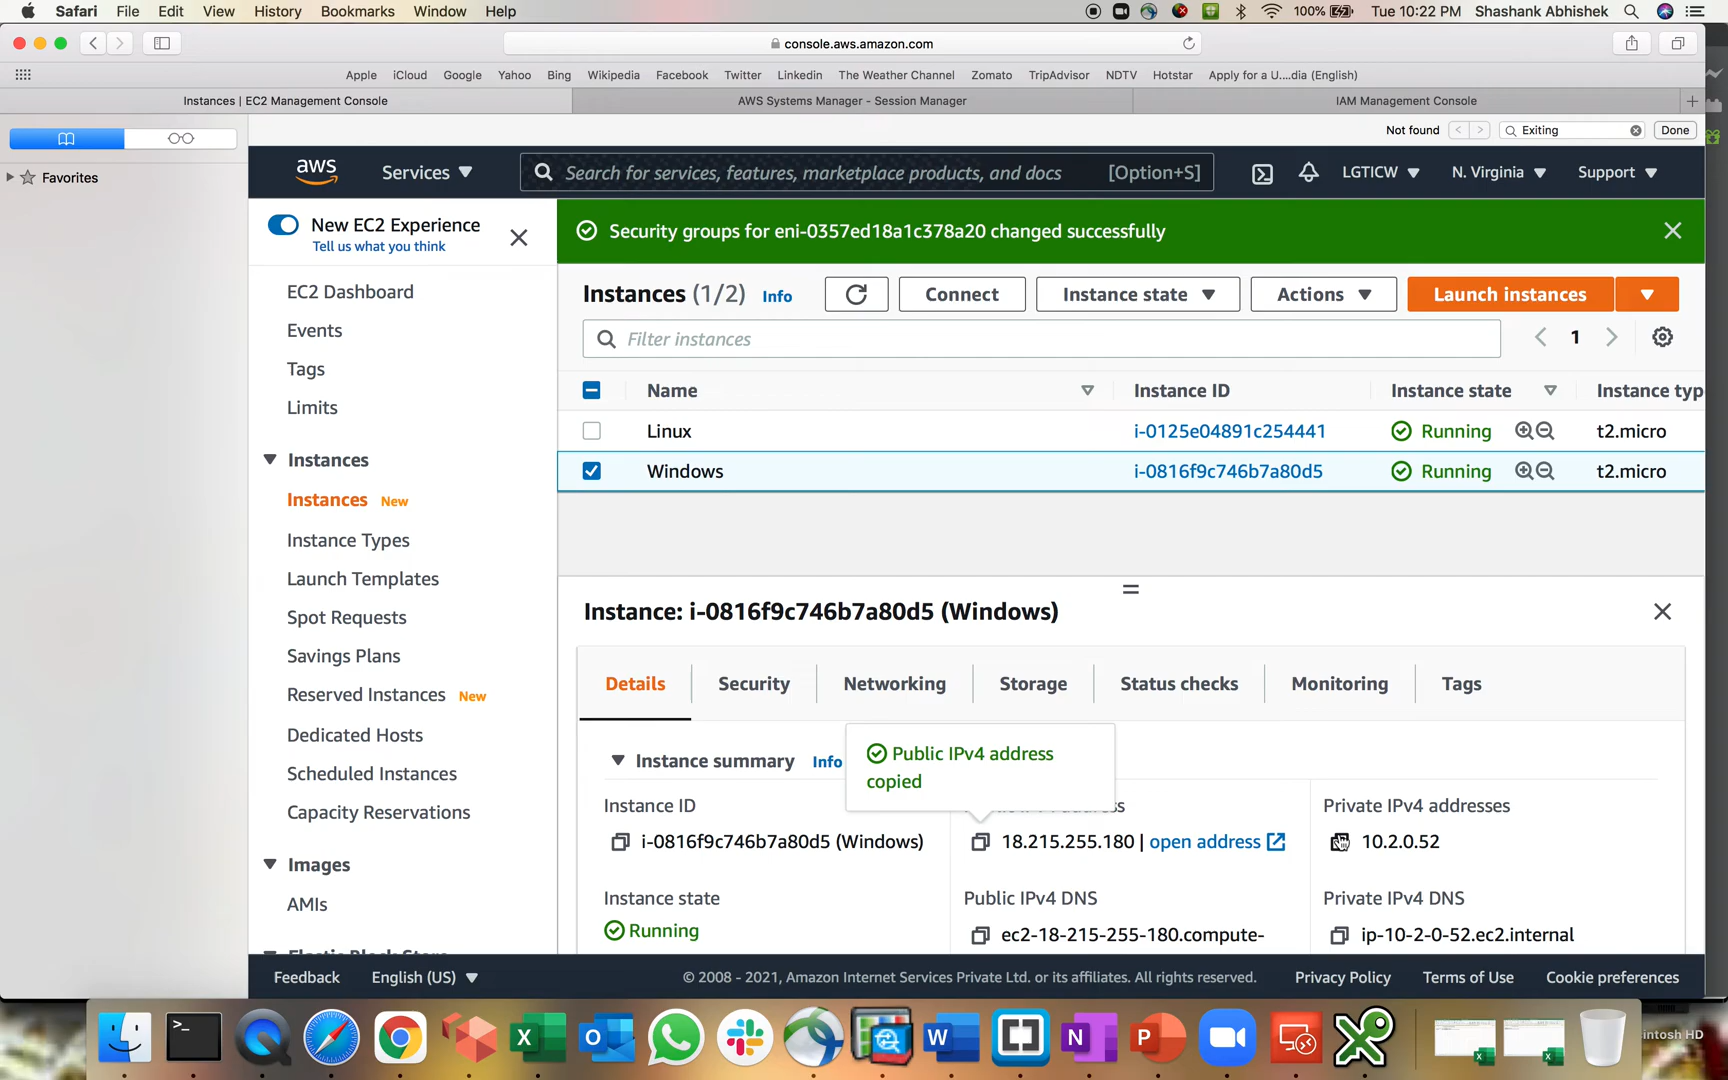 Safari File Edit View History Bookmarks Window Help 100% Tue 10:22 PM Shashank Abhishek
console.aws.amazon.com
Apple iCloud Google Yahoo Bing Wikipedia Facebook Twitter Linkedin The Weather Channel Zomato TripAdvisor NDTV Hotstar Apply for a U....dia (English)
Instances | EC2 Management Console AWS Systems Manager - Session Manager IAM Management Console
Not found Exiting Done
Favorites
aws Services Search for services, features, marketplace products, and docs [Option+S] LGTICW N. Virginia Support
New EC2 Experience
Tell us what you think
Security groups for eni-0357ed18a1c378a20 changed successfully
EC2 Dashboard
Events
Tags
Limits
Instances
Instances New
Instance Types
Launch Templates
Spot Requests
Savings Plans
Reserved Instances New
Dedicated Hosts
Scheduled Instances
Capacity Reservations
Images
AMIs
Elastic Block Store
Instances (1/2) Info Connect Instance state Actions Launch instances
Filter instances 1
Name Instance ID Instance state Instance typ
Linux i-0125e04891c254441 Running t2.micro
Windows i-0816f9c746b7a80d5 Running t2.micro
Instance: i-0816f9c746b7a80d5 (Windows)
Details Security Networking Storage Status checks Monitoring Tags
Instance summary Info
Public IPv4 address
copied
Instance ID Private IPv4 addresses
i-0816f9c746b7a80d5 (Windows) 18.215.255.180 | open address 10.2.0.52
Instance state Public IPv4 DNS Private IPv4 DNS
Running ec2-18-215-255-180.compute- ip-10-2-0-52.ec2.internal
Feedback English (US) © 2008 - 2021, Amazon Internet Services Private Ltd. or its affiliates. All rights reserved. Privacy Policy Terms of Use Cookie preferences
intosh HD